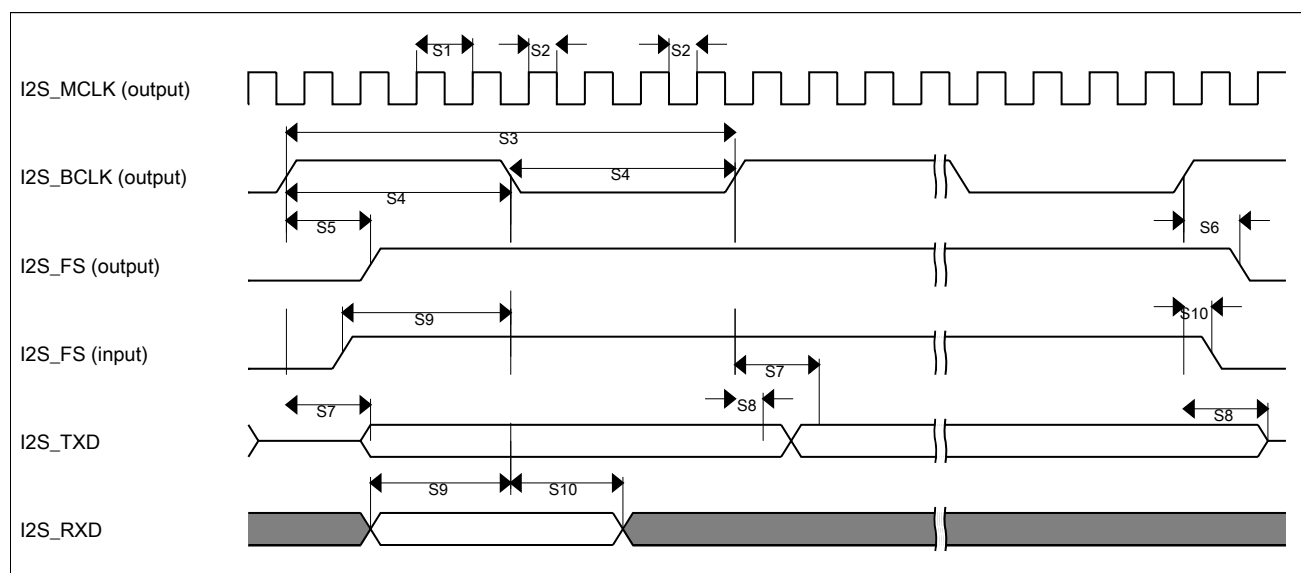 S1 S2 S2
I2S_MCLK (output)
S3
I2S_BCLK (output)
S4
S4
S5 S6
I2S_FS (output)
S9 S10
I2S_FS (input)
S7
S7 S8 S8
I2S_TXD
S9 S10
I2S_RXD